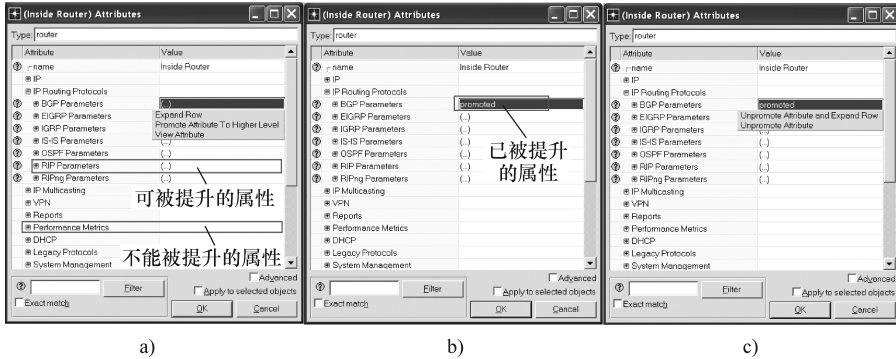 (Inside Router) Attributes
Type: router
Attribute Value
name Inside Router
IP
IP Routing Protocols
BGP Parameters (...)
EIGRP Parameters
Expand Row
Promote Attribute To Higher Level
View Attribute
IGRP Parameters
IS-IS Parameters
OSPF Parameters (...)
RIP Parameters (...)
RIPng Parameters (...)
可被提升的属性
IP Multicasting
VPN
Reports
Performance Metrics
不能被提升的属性
DHCP
Legacy Protocols
System Management
Advanced
Filter
Apply to selected objects
Exact match
OK
Cancel
a)
(Inside Router) Attributes
Type: router
Attribute Value
name Inside Router
IP
IP Routing Protocols
BGP Parameters promoted
EIGRP Parameters (...)
IGRP Parameters (...)
IS-IS Parameters (...)
OSPF Parameters (...)
RIP Parameters (...)
RIPng Parameters (...)
已被提升
的属性
IP Multicasting
VPN
Reports
Performance Metrics
DHCP
Legacy Protocols
System Management
Advanced
Filter
Apply to selected objects
Exact match
OK
Cancel
b)
(Inside Router) Attributes
Type: router
Attribute Value
name Inside Router
IP
IP Routing Protocols
BGP Parameters promoted
EIGRP Parameters
Unpromote Attribute and Expand Row
Unpromote Attribute
IGRP Parameters
IS-IS Parameters (...)
OSPF Parameters (...)
RIP Parameters (...)
RIPng Parameters (...)
IP Multicasting
VPN
Reports
Performance Metrics
DHCP
Legacy Protocols
System Management
Advanced
Filter
Apply to selected objects
Exact match
OK
Cancel
c)